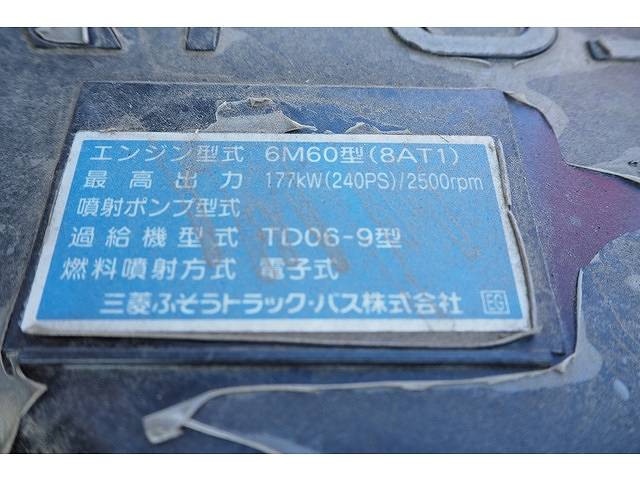 エンジン型式 6M60型(8AT1)
最高出力 177kW(240PS)/2500rpm
噴射ポンプ型式
過給機型式 TD06-9型
燃料噴射方式 電子式
三菱ふそうトラック・バス株式会社 EG